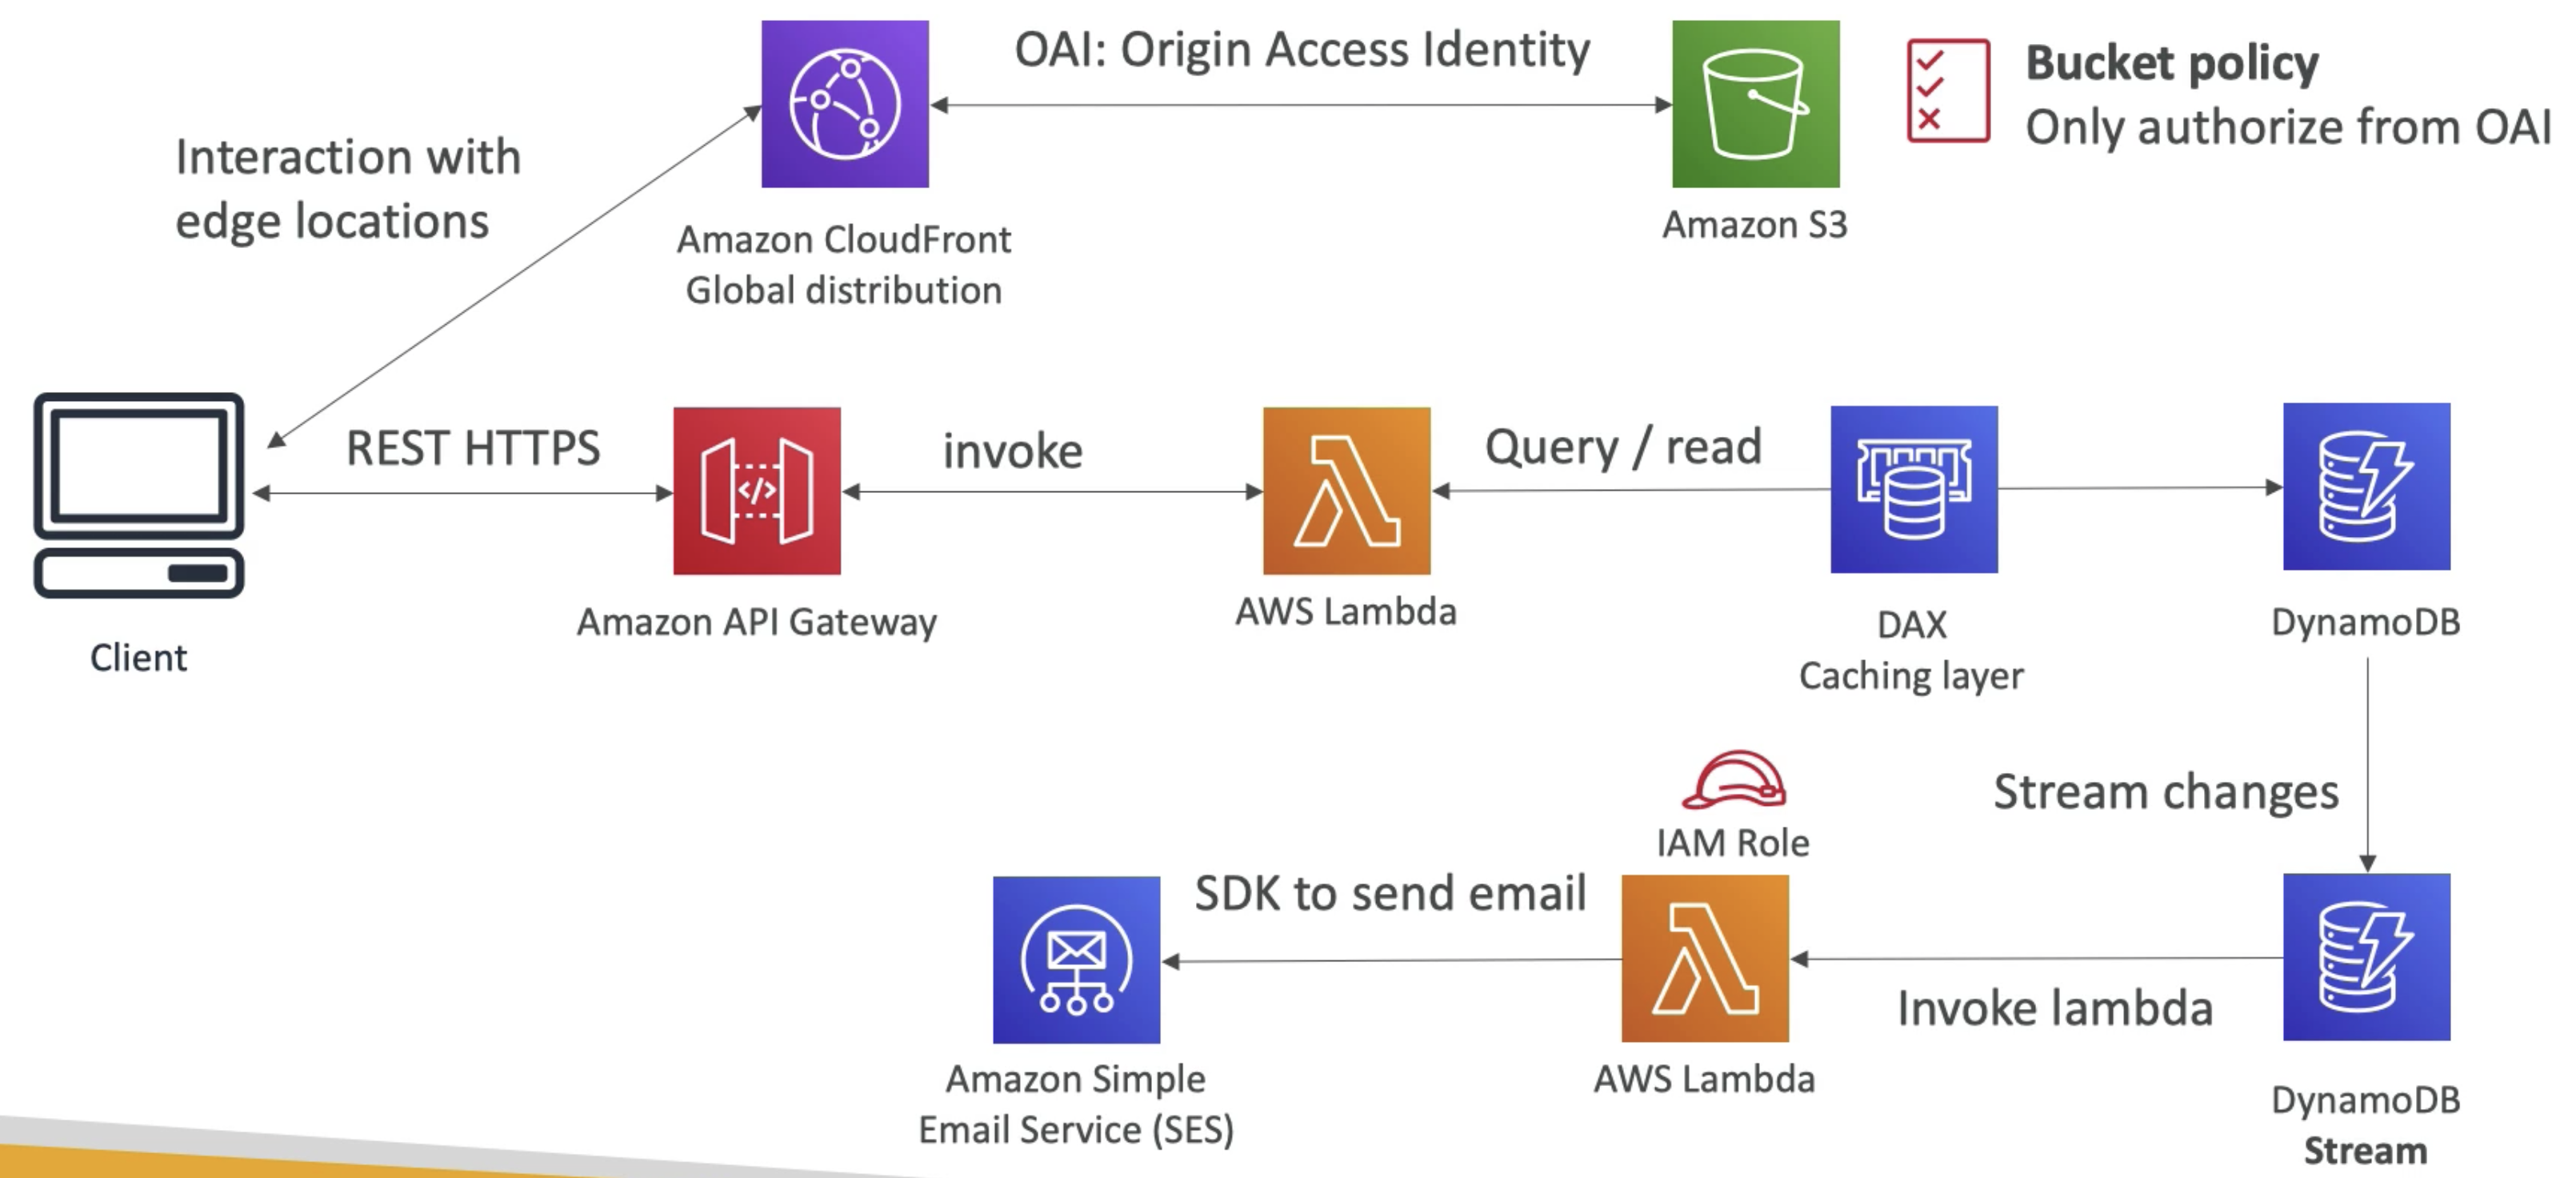 OAI: Origin Access Identity
Bucket policy
Only authorize from OAI
Interaction with
edge locations
Amazon CloudFront
Global distribution
Amazon S3
REST HTTPS
invoke
Query / read
</>
Client
Amazon API Gateway
AWS Lambda
DAX
Caching layer
DynamoDB
Stream changes
IAM Role
SDK to send email
Invoke lambda
Amazon Simple
Email Service (SES)
AWS Lambda
DynamoDB
Stream